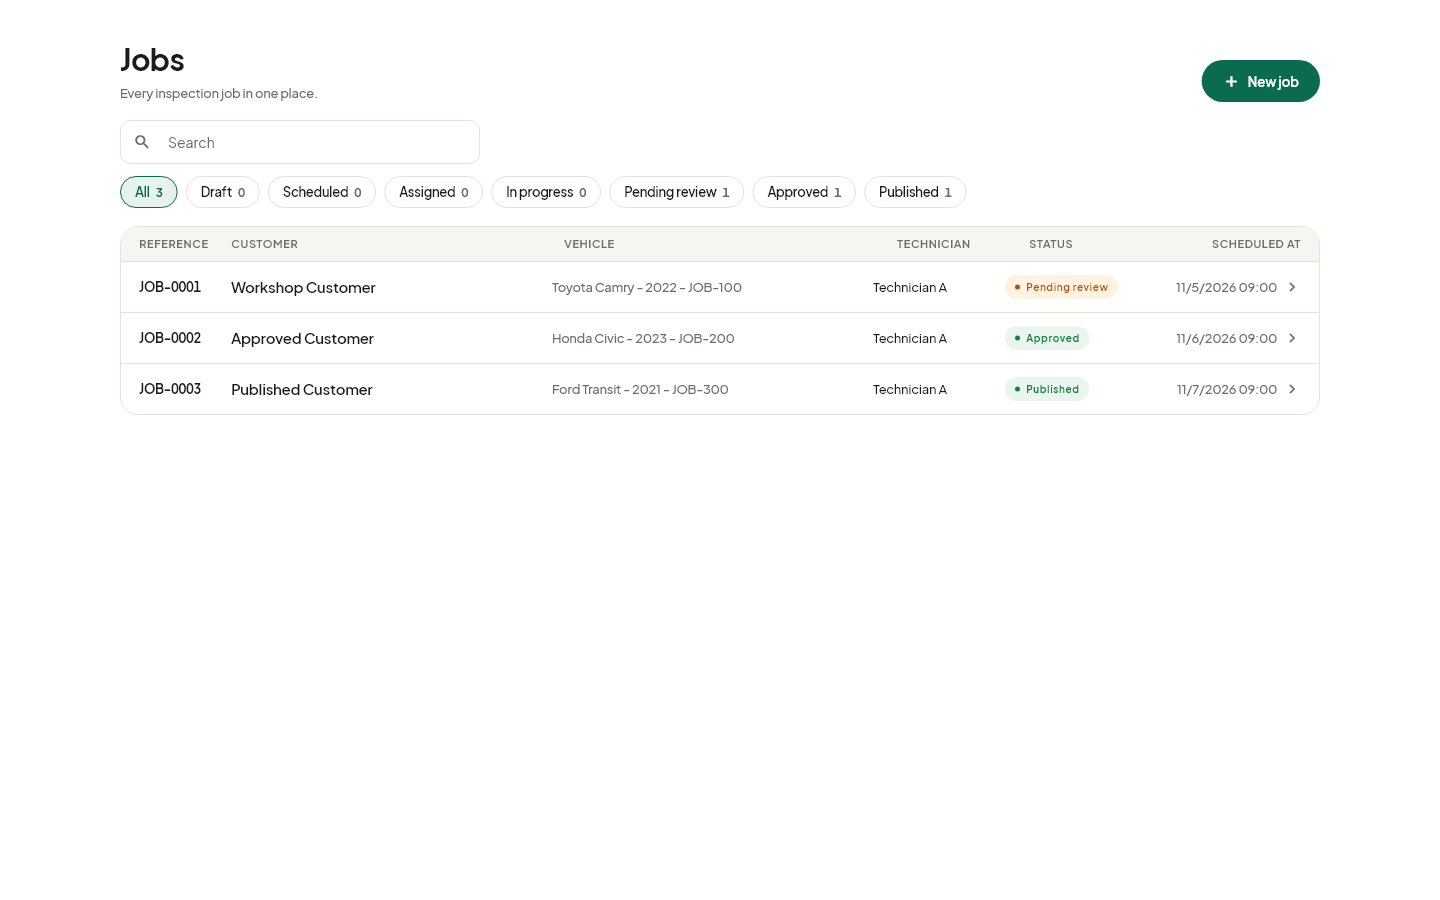 Jobs
Every inspection job in one place.
New job
Search
All 3 Draft 0 Scheduled 0 Assigned 0 In progress 0 Pending review 1 Approved 1 Published 1
REFERENCE CUSTOMER VEHICLE TECHNICIAN STATUS SCHEDULED AT
JOB-0001 Workshop Customer Toyota Camry - 2022 - JOB-100 Technician A Pending review 11/5/2026 09:00
JOB-0002 Approved Customer Honda Civic - 2023 - JOB-200 Technician A Approved 11/6/2026 09:00
JOB-0003 Published Customer Ford Transit - 2021 - JOB-300 Technician A Published 11/7/2026 09:00